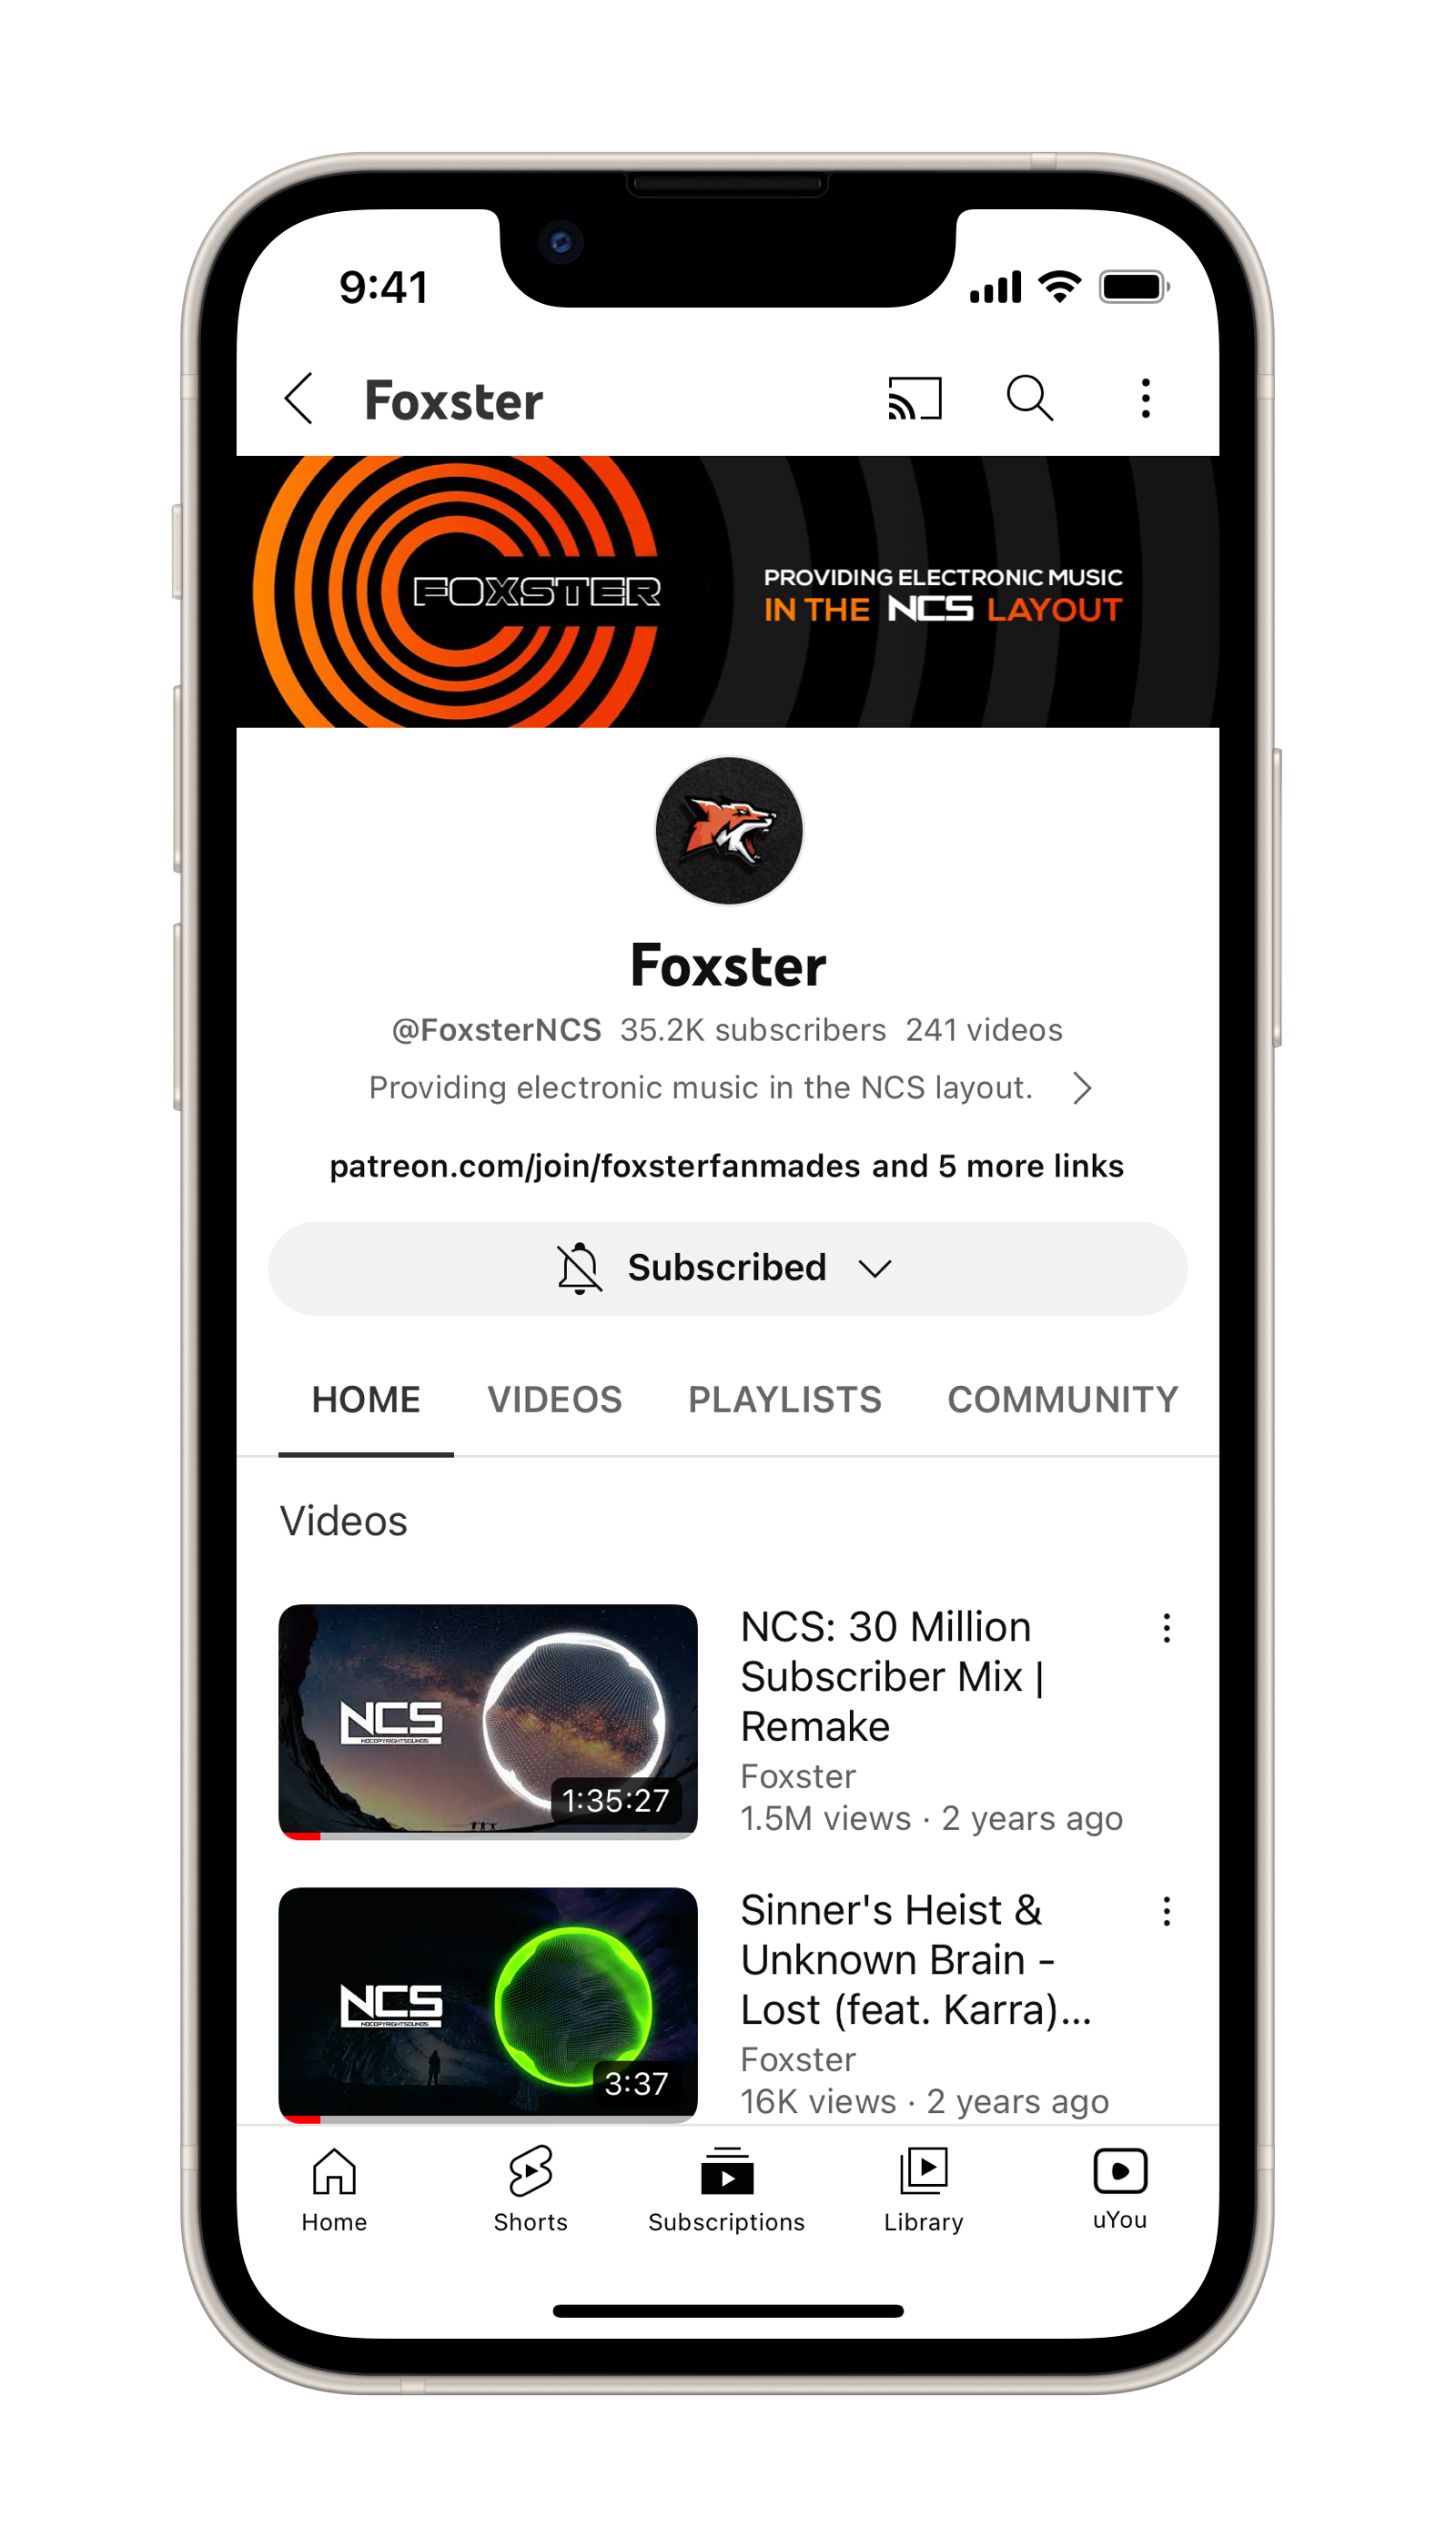 9:41
Foxster
FOXSTER
PROVIDING ELECTRONIC MUSIC
IN THE NCS LAYOUT
Foxster
@FoxsterNCS 35.2K subscribers 241 videos
Providing electronic music in the NCS layout.
patreon.com/join/foxsterfanmades and 5 more links
Subscribed
HOME VIDEOS PLAYLISTS COMMUNITY
Videos
NCS
NOCOPYRIGHTSOUNDS
1:35:27
NCS: 30 Million
Subscriber Mix |
Remake
Foxster
1.5M views · 2 years ago
NCS
NOCOPYRIGHTSOUNDS
3:37
Sinner's Heist &
Unknown Brain -
Lost (feat. Karra)...
Foxster
16K views · 2 years ago
Home Shorts Subscriptions Library uYou